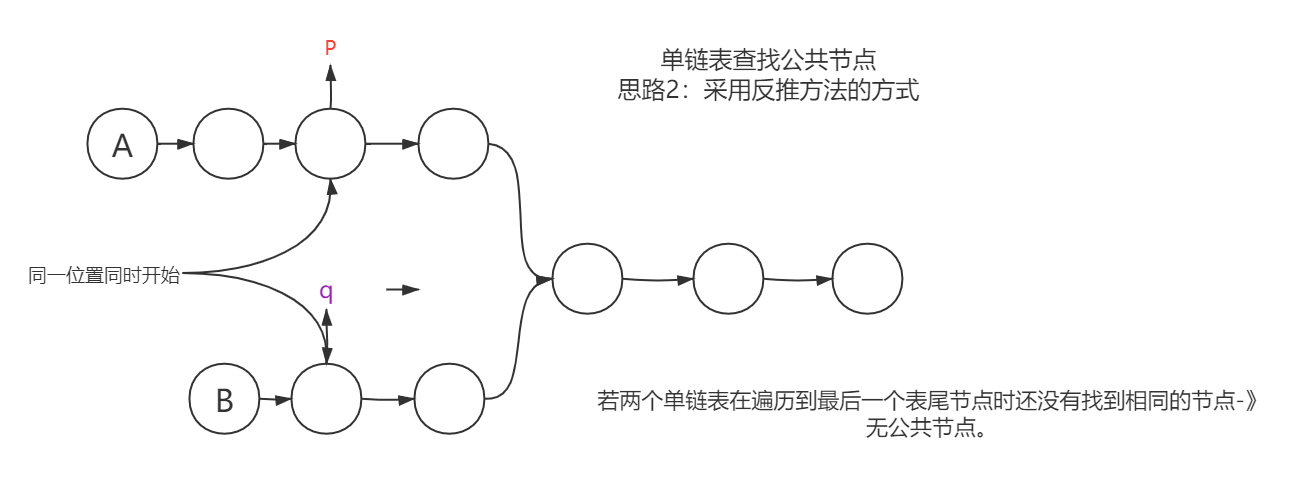 P
单链表查找公共节点
思路2：采用反推方法的方式
A
同一位置同时开始
q
B
若两个单链表在遍历到最后一个表尾节点时还没有找到相同的节点-》
无公共节点。